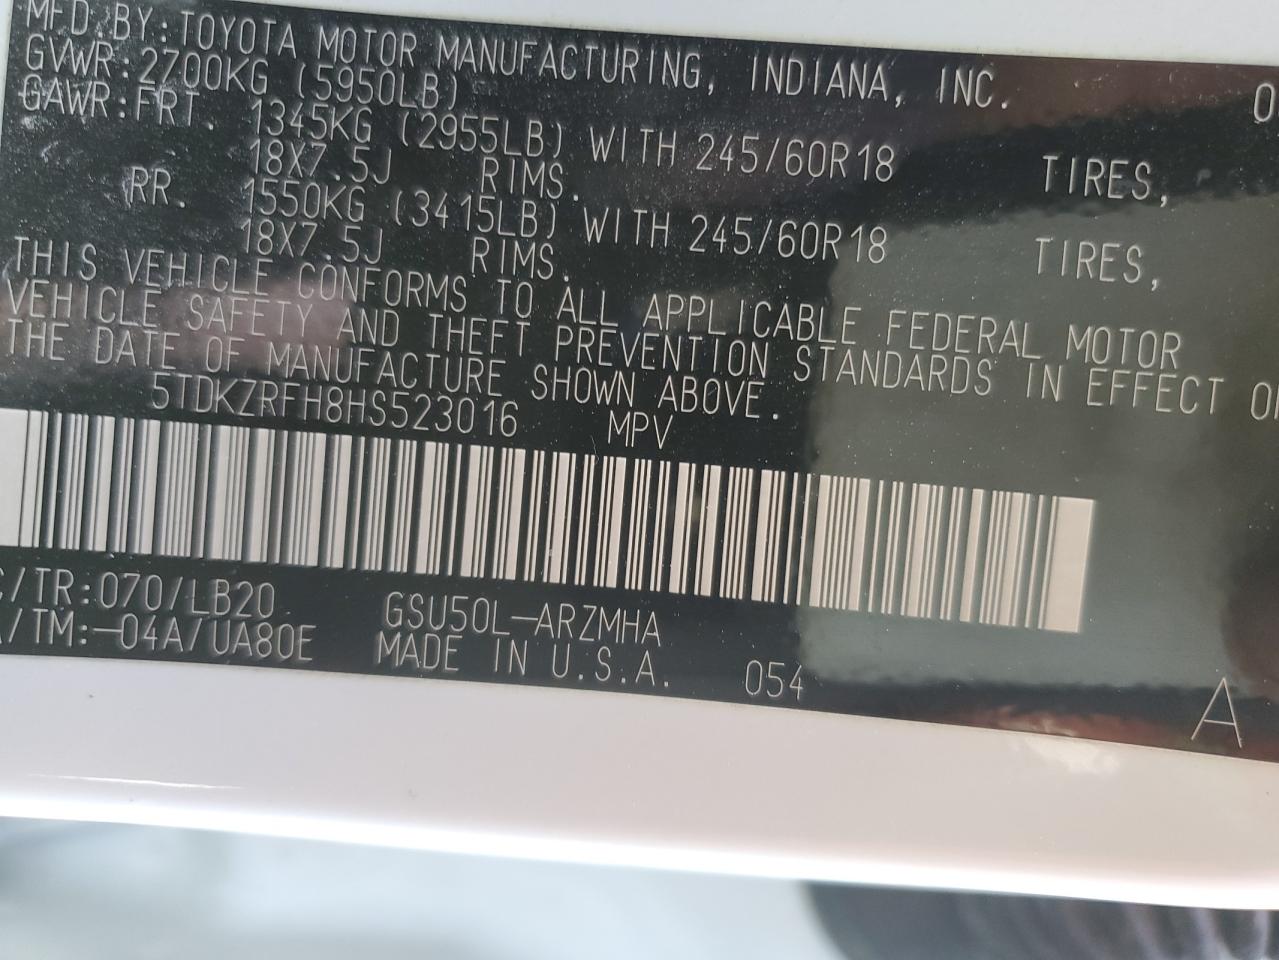 MFD.BY:TOYOTA MOTOR MANUFACTURING, INDIANA, INC. 0
GVWR:2700KG (5950LB)
GAWR:FRT. 1345KG (2955LB) WITH 245/60R18 TIRES,
18X7.5J RIMS.
RR. 1550KG (3415LB) WITH 245/60R18 TIRES,
18X7.5J RIMS.
THIS VEHICLE CONFORMS TO ALL APPLICABLE FEDERAL MOTOR
VEHICLE SAFETY AND THEFT PREVENTION STANDARDS IN EFFECT
THE DATE OF MANUFACTURE SHOWN ABOVE.
5TDKZRFH8HS523016 MPV
/TR:070/LB20 GSU50L-ARZMHA
/TM:-04A/UA80E MADE IN U.S.A. 054
A